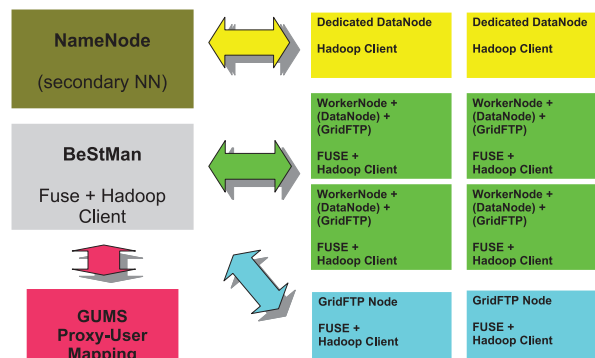 NameNode
(secondary NN)
Dedicated DataNode
Hadoop Client
Dedicated DataNode
Hadoop Client
BeStMan
Fuse + Hadoop
Client
WorkerNode +
(DataNode) +
(GridFTP)
FUSE +
Hadoop Client
WorkerNode +
(DataNode) +
(GridFTP)
FUSE +
Hadoop Client
WorkerNode +
(DataNode) +
(GridFTP)
FUSE +
Hadoop Client
WorkerNode +
(DataNode) +
(GridFTP)
FUSE +
Hadoop Client
GUMS
Proxy-User
Mapping
GridFTP Node
FUSE +
Hadoop Client
GridFTP Node
FUSE +
Hadoop Client